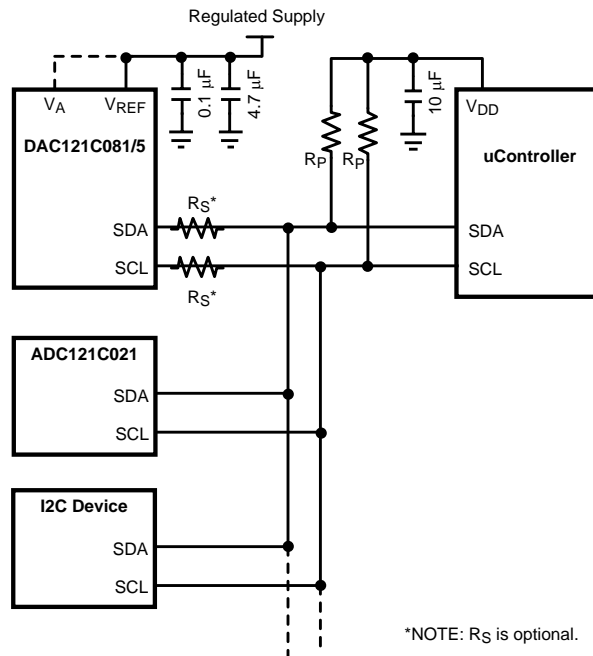 Regulated Supply
VA
VREF
0.1 µF
4.7 µF
10 µF
VDD
DAC121C081/5
RP
RP
uController
RS*
SDA
SDA
SCL
SCL
RS*
ADC121C021
SDA
SCL
I2C Device
SDA
SCL
*NOTE: RS is optional.